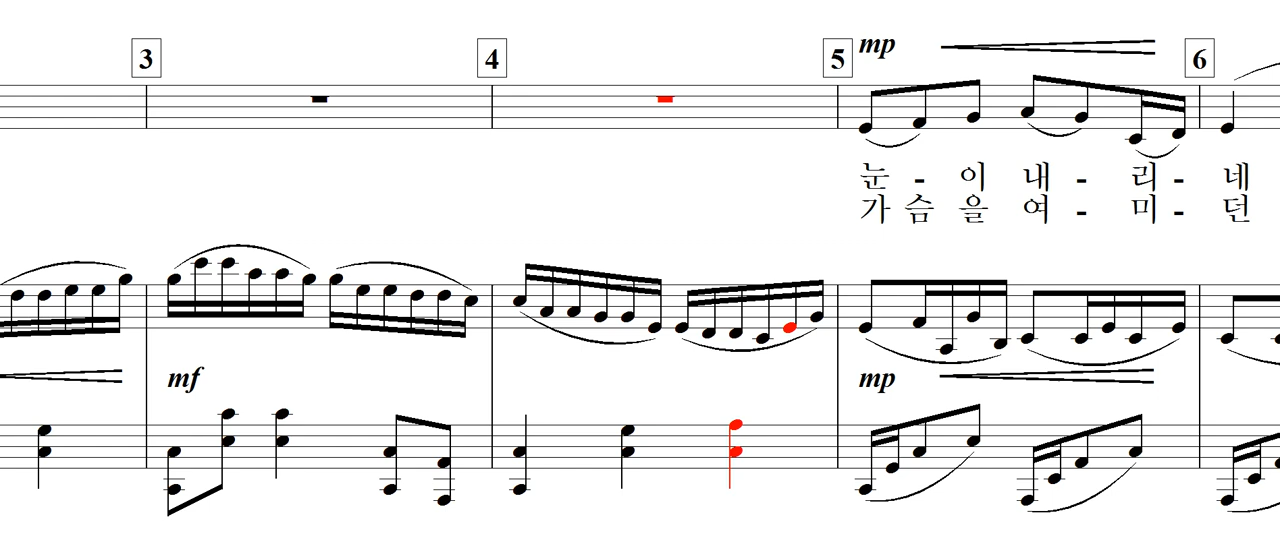 3 4 5 6
mp
눈 - 이 내 - 리 - 네
가 슴 을 여 - 미 - 던
mf mp